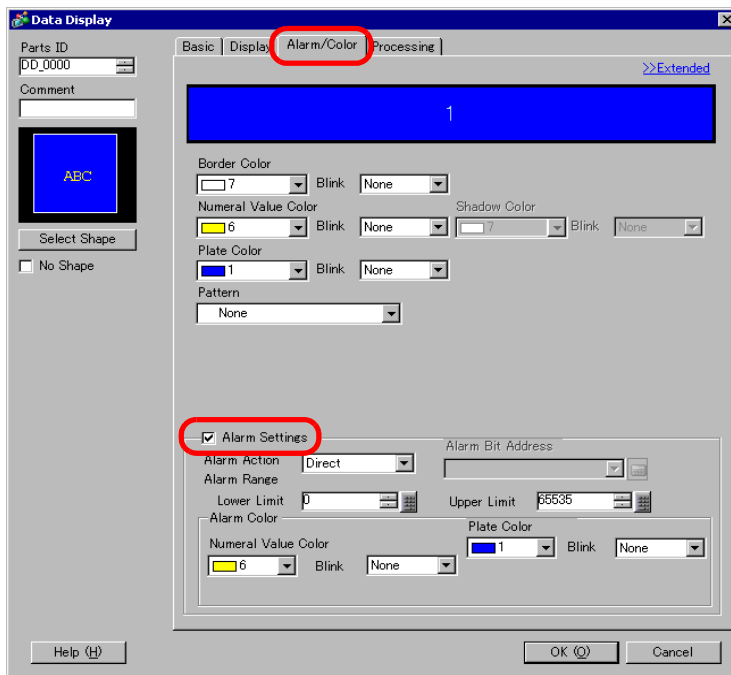 Data Display
Parts ID
DD_0000
Comment
ABC
Select Shape
No Shape
Basic Display Alarm/Color Processing
>>Extended
1
Border Color
7 Blink None
Numeral Value Color Shadow Color
6 Blink None 7 Blink None
Plate Color
1 Blink None
Pattern
None
Alarm Settings
Alarm Bit Address
Alarm Action Direct
Alarm Range
Lower Limit 0 Upper Limit 65535
Alarm Color
Plate Color
Numeral Value Color 1 Blink None
6 Blink None
Help (H) OK (O) Cancel